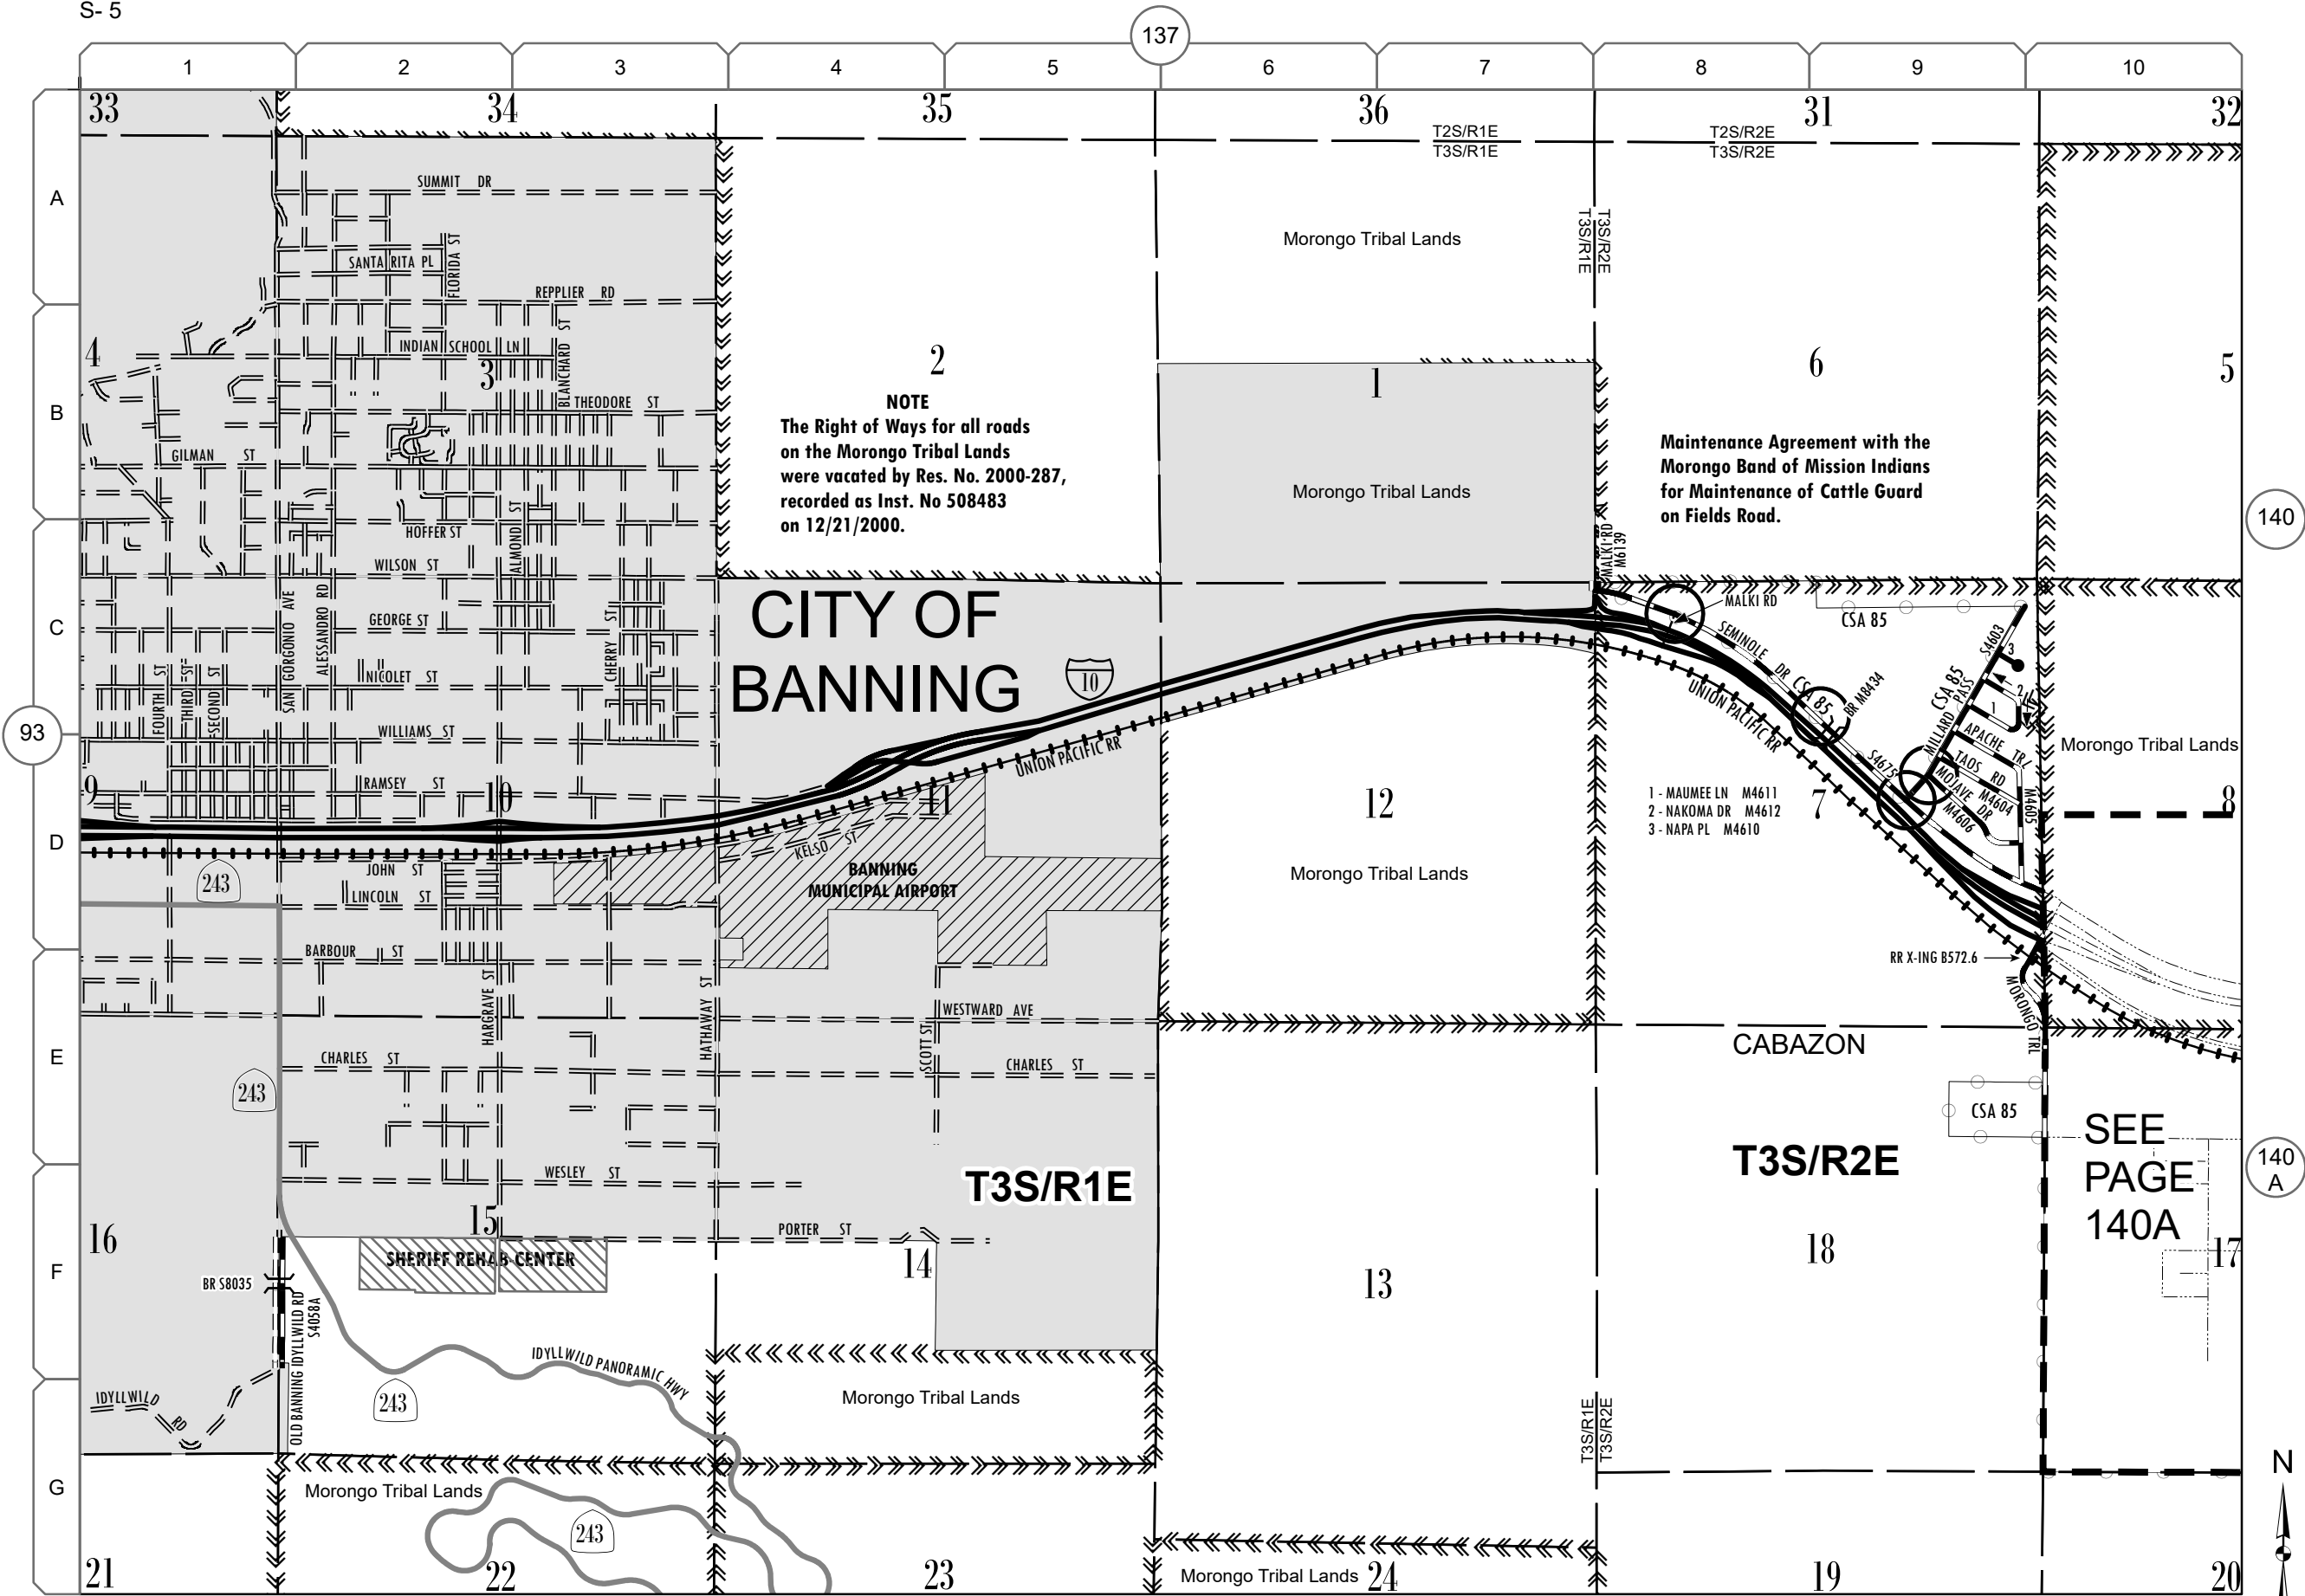 S- 5
137
1 2 3 4 5 6 7 8 9 10
33 34 35 36 31 32
T2S/R1E
T3S/R1E
T2S/R2E
T3S/R2E
A
SUMMIT DR
SANTA RITA PL
FLORIDA ST
REPPLIER RD
Morongo Tribal Lands
T3S/R1E
T3S/R2E
4
INDIAN SCHOOL LN
3
BLANCHARD ST
2
1
6
5
B
THEODORE ST
GILMAN ST
NOTE
The Right of Ways for all roads
on the Morongo Tribal Lands
were vacated by Res. No. 2000-287,
recorded as Inst. No 508483
on 12/21/2000.
Morongo Tribal Lands
Maintenance Agreement with the
Morongo Band of Mission Indians
for Maintenance of Cattle Guard
on Fields Road.
140
HOFFER ST
ALMOND ST
WILSON ST
MALKI RD
M6139
C
SAN GORGONIO AVE
ALESSANDRO RD
GEORGE ST
CHERRY ST
NICOLET ST
FOURTH ST
THIRD ST
SECOND ST
WILLIAMS ST
CITY OF
BANNING
10
UNION PACIFIC RR
MALKI RD
SEMINOLE DR
CSA 85
BR M8434
UNION PACIFIC RR
CSA 85
S4603
CSA 85
MILLARD PASS
3
2
1
APACHE TRL
TAOS RD
M4604
MOJAVE DR
M4606
M4605
S4675
Morongo Tribal Lands
93
9
RAMSEY ST
10
11
12
7
8
1 - MAUMEE LN M4611
2 - NAKOMA DR M4612
3 - NAPA PL M4610
D
243
JOHN ST
LINCOLN ST
KELSO ST
BANNING
MUNICIPAL AIRPORT
Morongo Tribal Lands
BARBOUR ST
RR X-ING B572.6
MORONGO TRL
HARGRAVE ST
HATHAWAY ST
WESTWARD AVE
SCOTT ST
E
CHARLES ST
CHARLES ST
CABAZON
243
CSA 85
SEE
PAGE
140A
140
A
WESLEY ST
T3S/R1E
T3S/R2E
16
15
PORTER ST
14
13
18
17
F
SHERIFF REHAB CENTER
BR S8035
OLD BANNING IDYLLWILD RD
S4058A
IDYLLWILD PANORAMIC HWY
IDYLLWILD RD
243
Morongo Tribal Lands
T3S/R1E
T3S/R2E
G
Morongo Tribal Lands
243
N
21
22
23
Morongo Tribal Lands
24
19
20